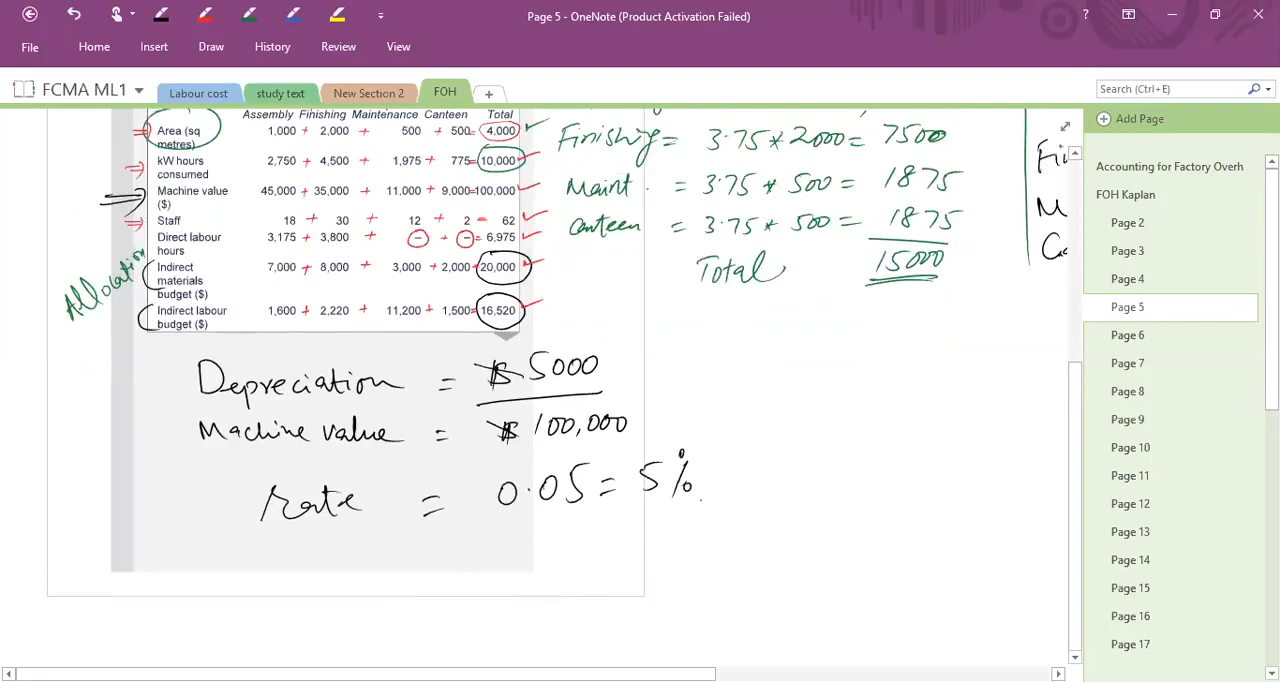 Page 5 - OneNote (Product Activation Failed)
?
File Home Insert Draw History Review View
FCMA ML1 Labour cost study text New Section 2 FOH +
Search (Ctrl+E)
Assembly Finishing Maintenance Canteen Total
Area (sq metres) 1,000 + 2,000 + 500 + 500 = 4,000
kW hours consumed 2,750 + 4,500 + 1,975 + 775 = 10,000
Machine value ($) 45,000 + 35,000 + 11,000 + 9,000 = 100,000
Staff 18 + 30 + 12 + 2 = 62
Direct labour hours 3,175 + 3,800 + - + - = 6,975
Indirect materials budget ($) 7,000 + 8,000 + 3,000 + 2,000 = 20,000
Indirect labour budget ($) 1,600 + 2,220 + 11,200 + 1,500 = 16,520
Allocation
Finishing = 3.75 * 2000 = 7500
Maint. = 3.75 * 500 = 1875
Canteen = 3.75 * 500 = 1875
Total 15000
Depreciation = $ 5000
Machine value = $ 100,000
rate = 0.05 = 5%.
Fi
M
Ca
Add Page
Accounting for Factory Overh
FOH Kaplan
Page 2
Page 3
Page 4
Page 5
Page 6
Page 7
Page 8
Page 9
Page 10
Page 11
Page 12
Page 13
Page 14
Page 15
Page 16
Page 17